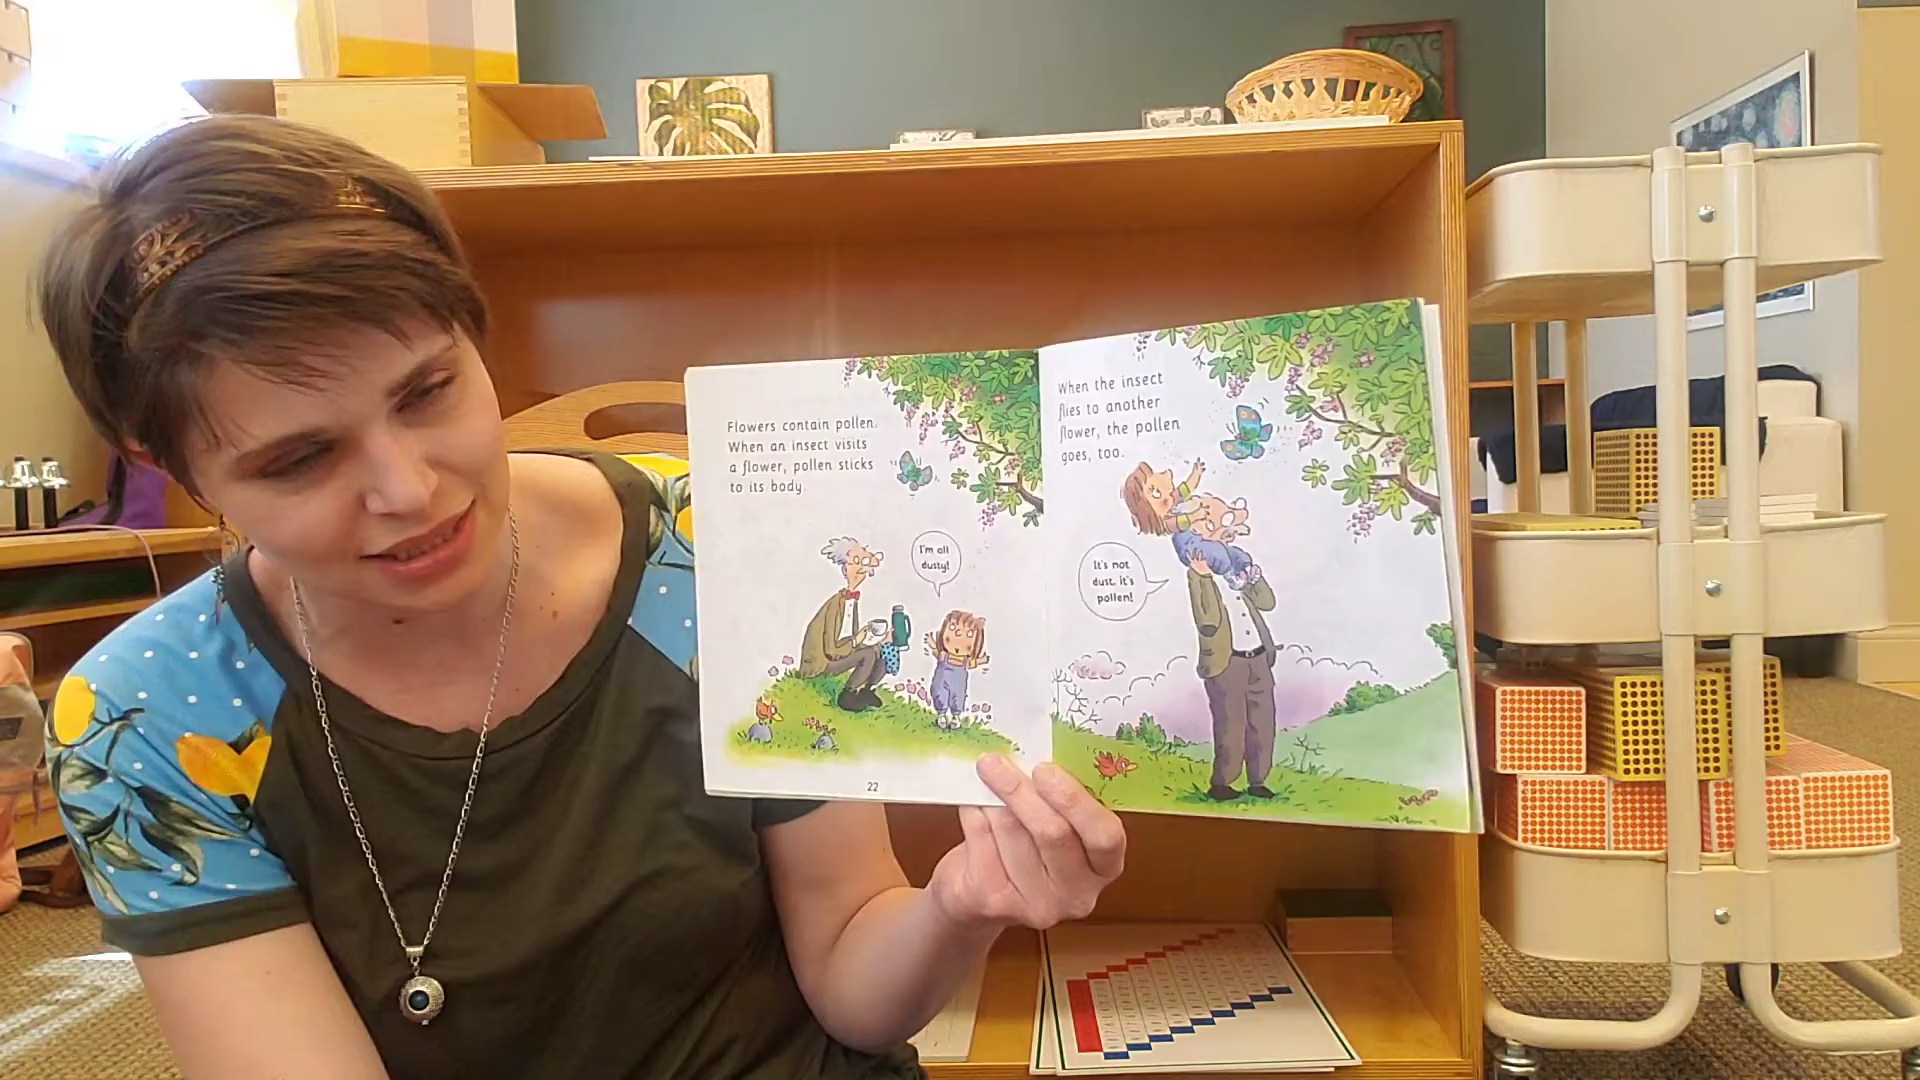 Flowers contain pollen.
When an insect visits
a flower, pollen sticks
to its body.
I'm all
dusty!
22
When the insect
flies to another
flower, the pollen
goes, too.
It's not
dust, it's
pollen!